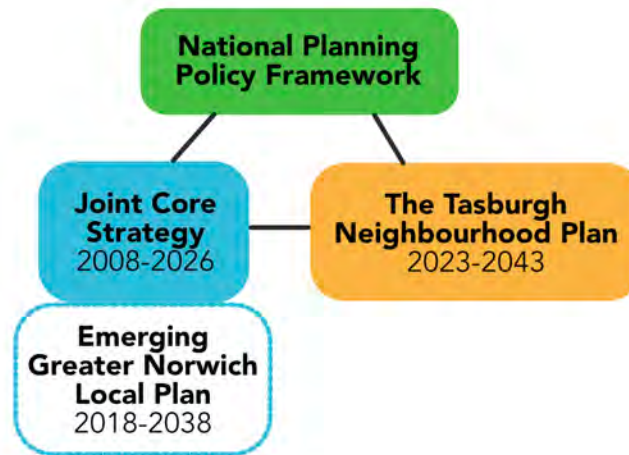 National Planning
Policy Framework
Joint Core
Strategy
2008-2026
The Tasburgh
Neighbourhood Plan
2023-2043
Emerging
Greater Norwich
Local Plan
2018-2038